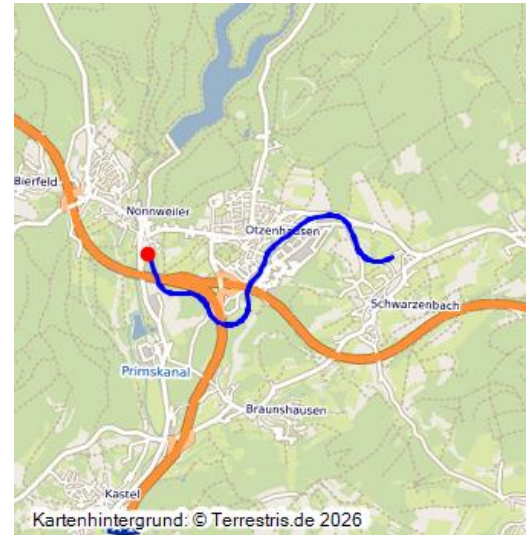 Bierfeld
Nonnweiler
Otzenhausen
Schwarzenbach
Primskanal
Braunshausen
Kastel
Kartenhintergrund: © Terrestris.de 2026